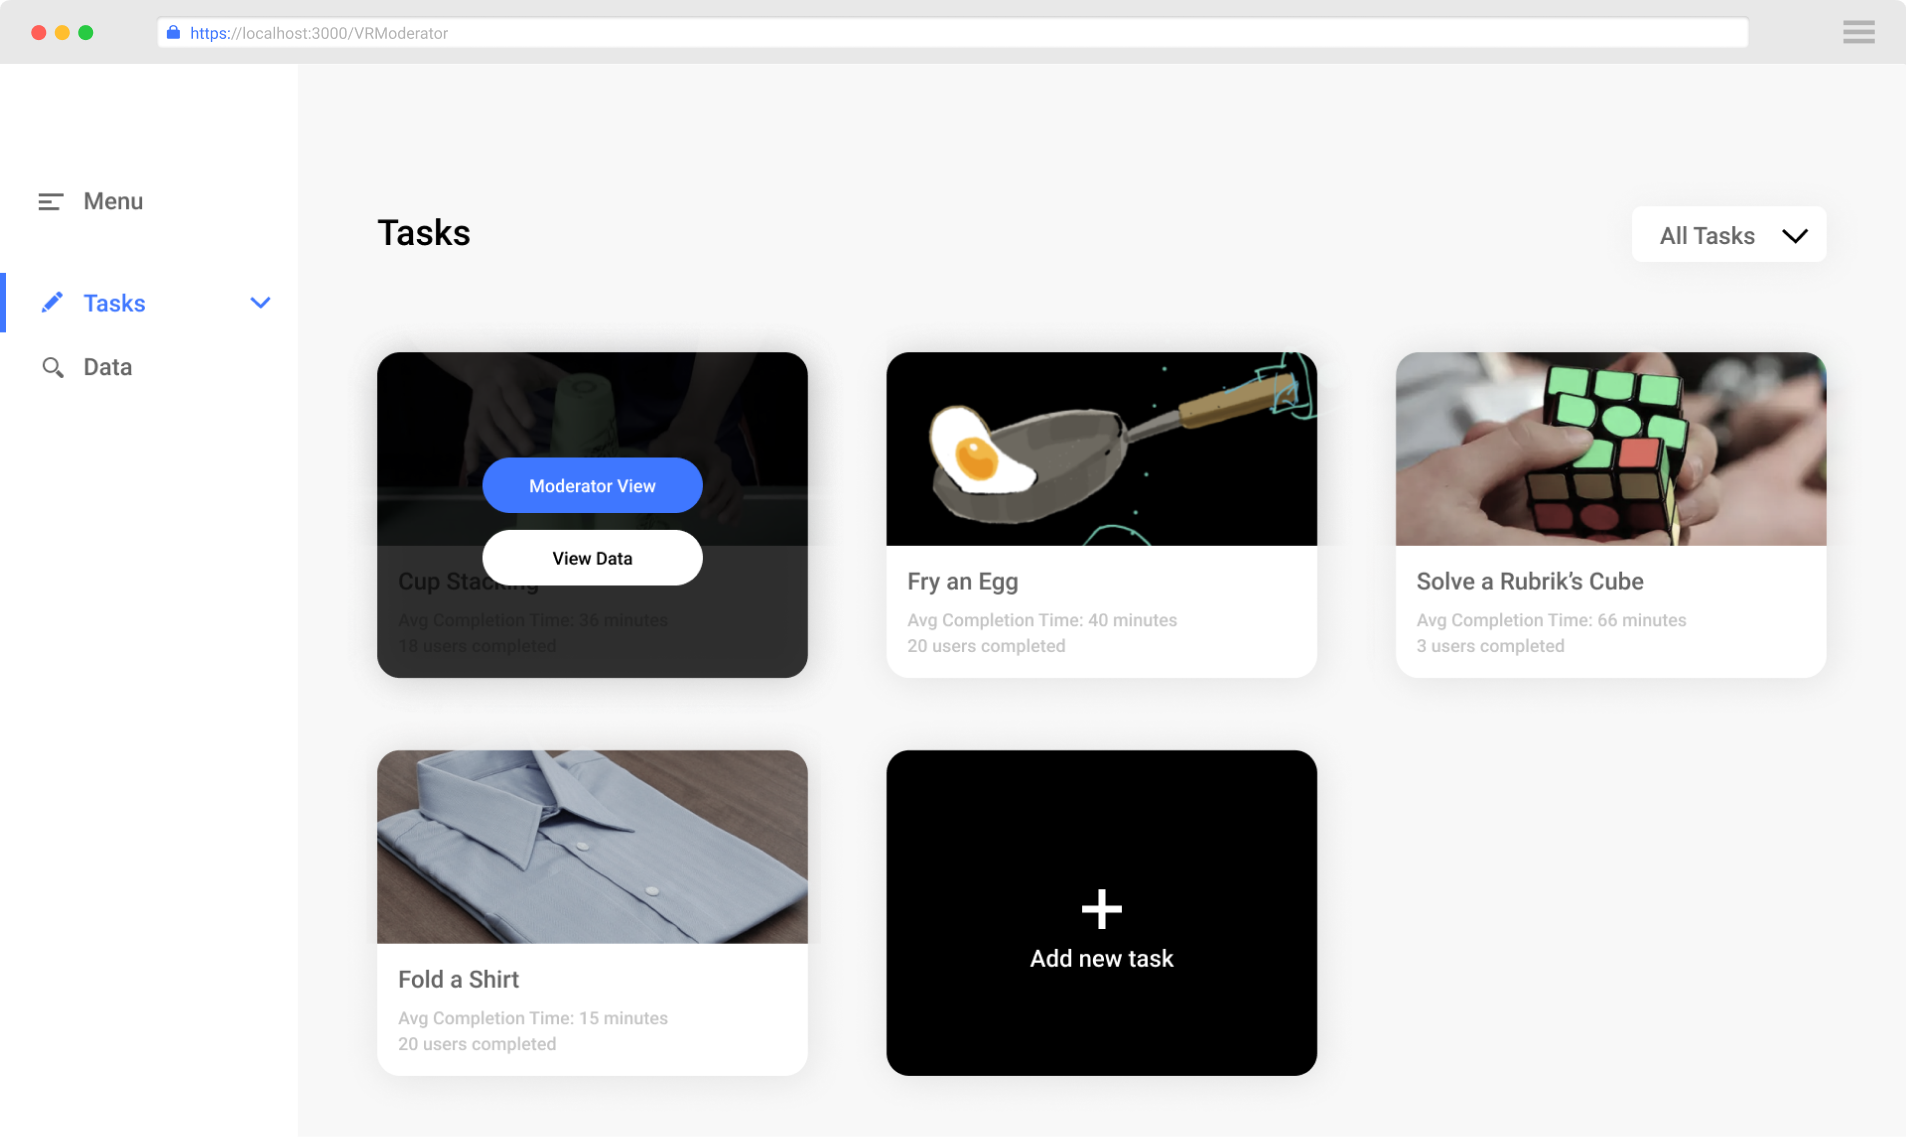 https://localhost:3000/VRModerator
Menu
Tasks
Data
Tasks
All Tasks
Moderator View
View Data
Cup Stacking
Avg Completion Time: 36 minutes
18 users completed
Fry an Egg
Avg Completion Time: 40 minutes
20 users completed
Solve a Rubrik’s Cube
Avg Completion Time: 66 minutes
3 users completed
Fold a Shirt
Avg Completion Time: 15 minutes
20 users completed
Add new task